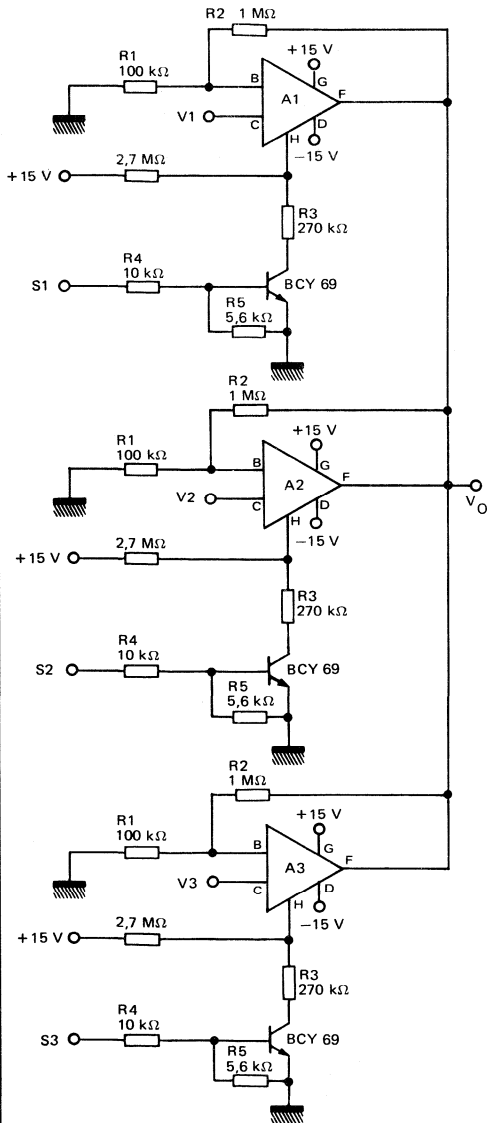 R2 1 MΩ
R1
100 kΩ
+15 V
B
G
A1
F
V1
C
D
H
−15 V
+15 V
2,7 MΩ
R3
270 kΩ
R4
10 kΩ
S1
BCY 69
R5
5,6 kΩ
R2
1 MΩ
R1
100 kΩ
+15 V
B
G
A2
F
V2
C
D
H
−15 V
V_O
+15 V
2,7 MΩ
R3
270 kΩ
R4
10 kΩ
S2
BCY 69
R5
5,6 kΩ
R2
1 MΩ
R1
100 kΩ
+15 V
B
G
A3
F
V3
C
D
H
−15 V
+15 V
2,7 MΩ
R3
270 kΩ
R4
10 kΩ
S3
BCY 69
R5
5,6 kΩ